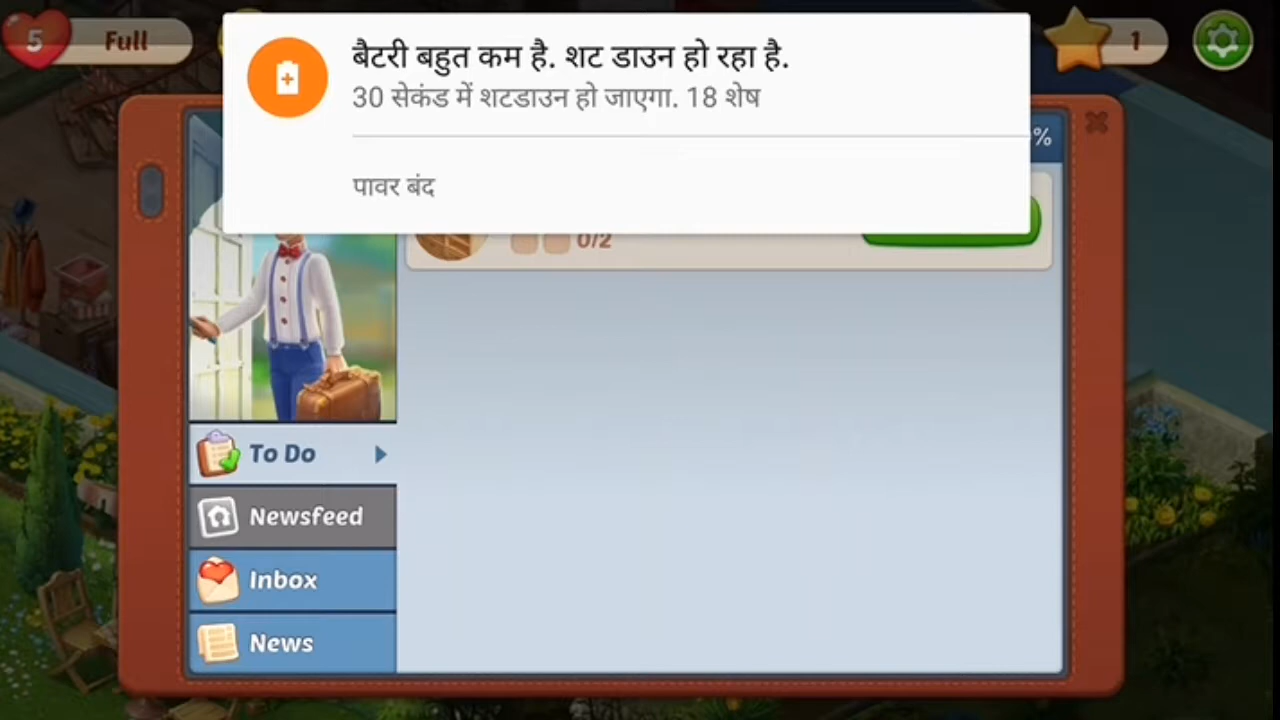 5
Full
1
बैटरी बहुत कम है. शट डाउन हो रहा है.
30 सेकंड में शटडाउन हो जाएगा. 18 शेष
पावर बंद
%
0/2
To Do
Newsfeed
Inbox
News